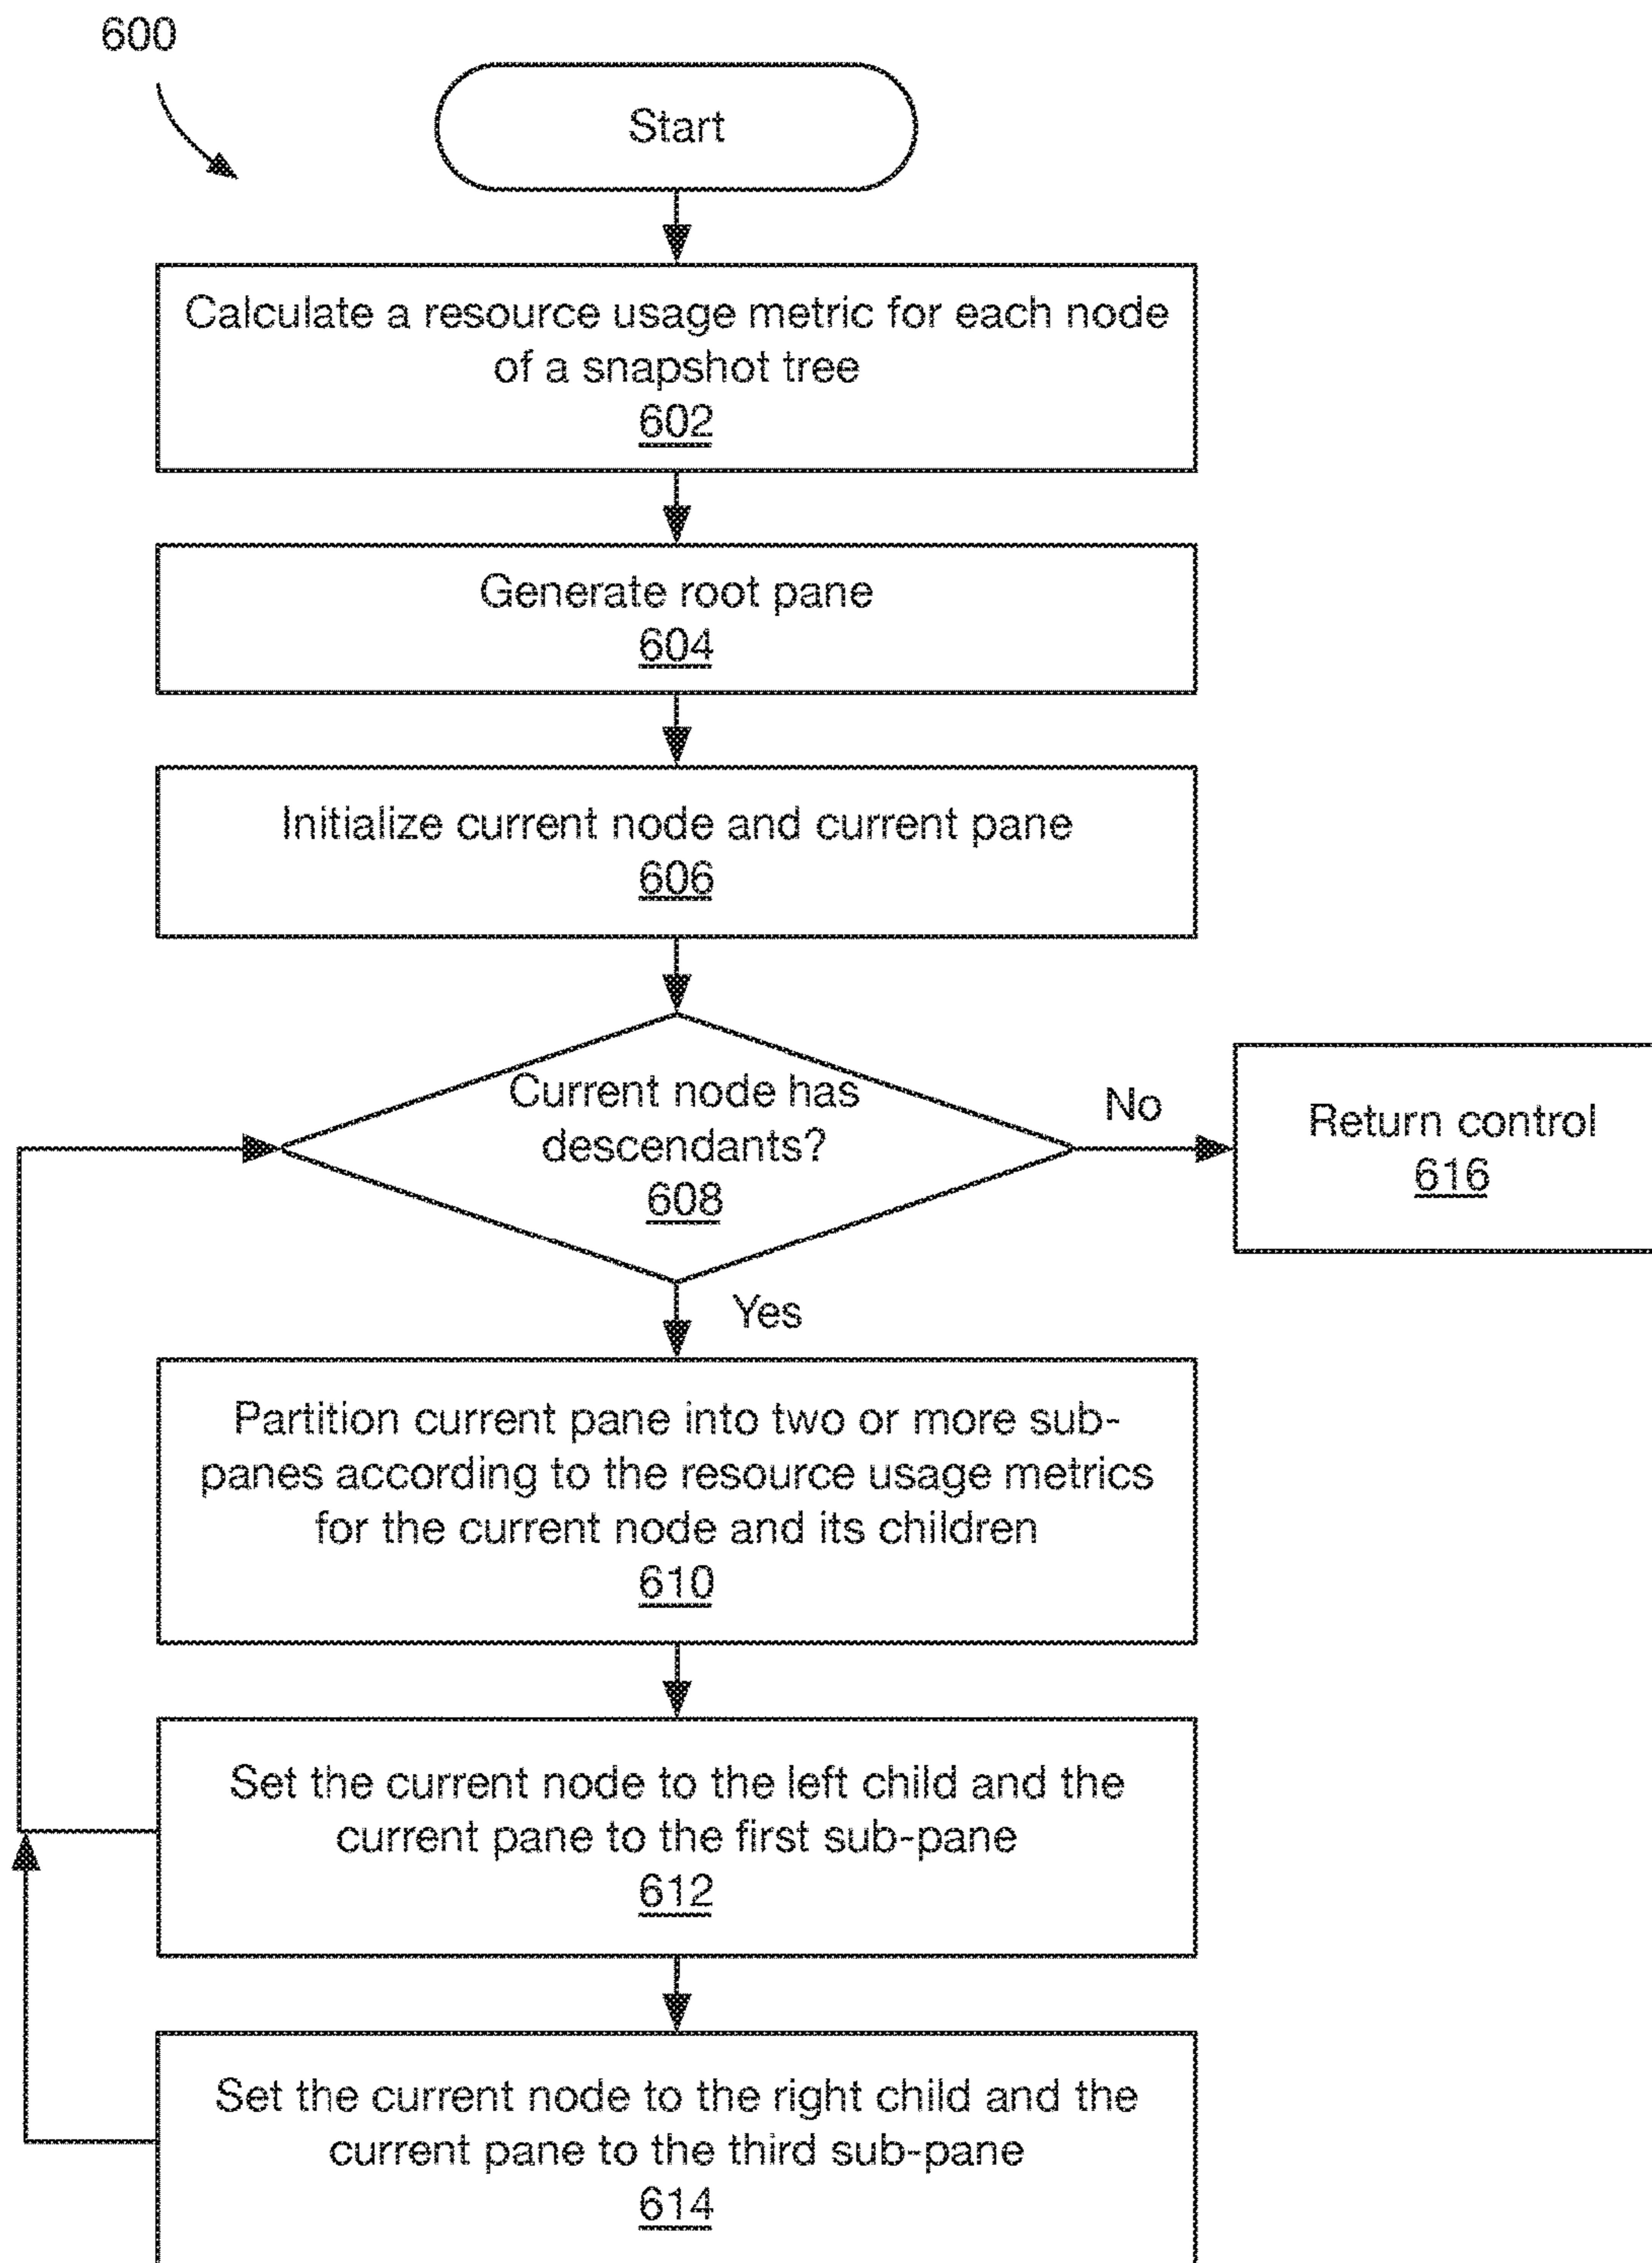 600
Start
Calculate a resource usage metric for each node
of a snapshot tree
602
Generate root pane
604
Initialize current node and current pane
606
Current node has
descendants?
608
No
Return control
616
Yes
Partition current pane into two or more sub-
panes according to the resource usage metrics
for the current node and its children
610
Set the current node to the left child and the
current pane to the first sub-pane
612
Set the current node to the right child and the
current pane to the third sub-pane
614